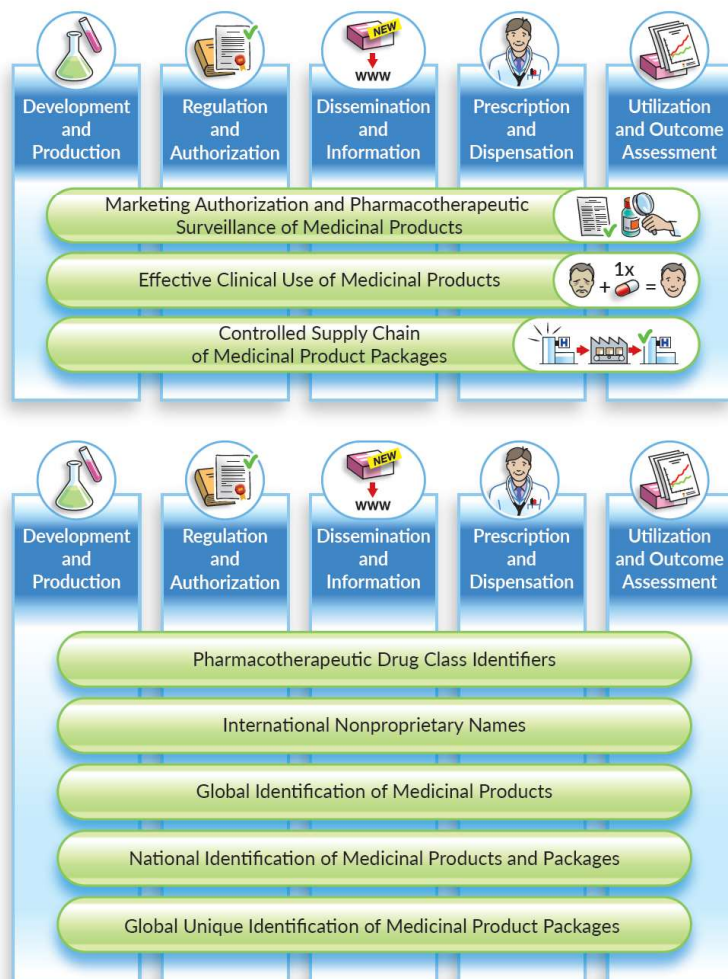 NEW
WWW
Development
and
Production
Regulation
and
Authorization
Dissemination
and
Information
Prescription
and
Dispensation
Utilization
and Outcome
Assessment
Marketing Authorization and Pharmacotherapeutic
Surveillance of Medicinal Products
Effective Clinical Use of Medicinal Products
1x
+ =
Controlled Supply Chain
of Medicinal Product Packages
H
H
NEW
WWW
Development
and
Production
Regulation
and
Authorization
Dissemination
and
Information
Prescription
and
Dispensation
Utilization
and Outcome
Assessment
Pharmacotherapeutic Drug Class Identifiers
International Nonproprietary Names
Global Identification of Medicinal Products
National Identification of Medicinal Products and Packages
Global Unique Identification of Medicinal Product Packages